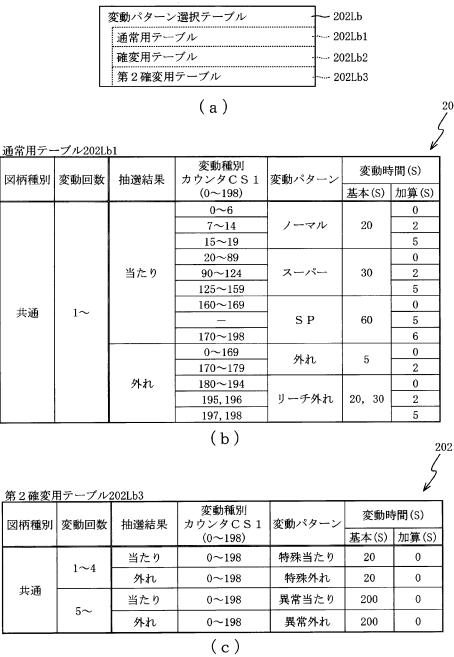 変動パターン選択テーブル 202Lb
通常用テーブル 202Lb1
確変用テーブル 202Lb2
第２確変用テーブル 202Lb3
(a)
20
通常用テーブル202Lb1
図柄種別 変動回数 抽選結果 変動種別カウンタＣＳ１(0～198) 変動パターン 変動時間(S)
基本(S) 加算(S)
共通 1～ 当たり 0～6 ノーマル 20 0
7～14 2
15～19 5
20～89 スーパー 30 0
90～124 2
125～159 5
160～169 ＳＰ 60 0
－ 5
170～198 6
外れ 0～169 外れ 5 0
170～179 2
180～194 リーチ外れ 20, 30 0
195,196 2
197,198 5
(b)
202
第２確変用テーブル202Lb3
図柄種別 変動回数 抽選結果 変動種別カウンタＣＳ１(0～198) 変動パターン 変動時間(S)
基本(S) 加算(S)
共通 1～4 当たり 0～198 特殊当たり 20 0
外れ 0～198 特殊外れ 20 0
5～ 当たり 0～198 異常当たり 200 0
外れ 0～198 異常外れ 200 0
(c)